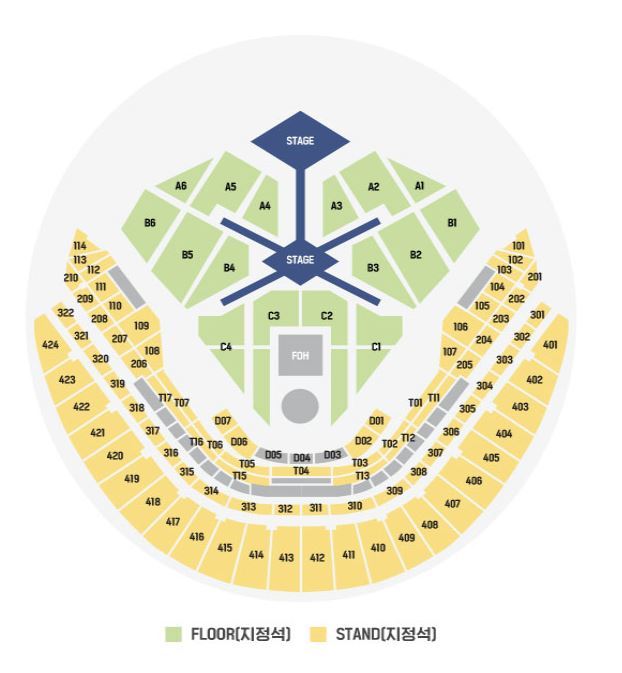 STAGE
A6
A5
A4
A3
A2
A1
B6
B5
B4
STAGE
B3
B2
B1
C3
C2
C4
FOH
C1
114
113
112
111
110
109
108
210
209
208
207
206
322
321
320
319
318
317
316
315
314
313
312
311
310
309
308
307
306
305
304
303
302
301
101
102
103
104
105
106
107
201
202
203
204
205
T17
T07
T16
T06
T15
T05
T04
T03
T13
T02
T12
T01
T11
D07
D06
D05
D04
D03
D02
D01
424
423
422
421
420
419
418
417
416
415
414
413
412
411
410
409
408
407
406
405
404
403
402
401
FLOOR(지정석) STAND(지정석)